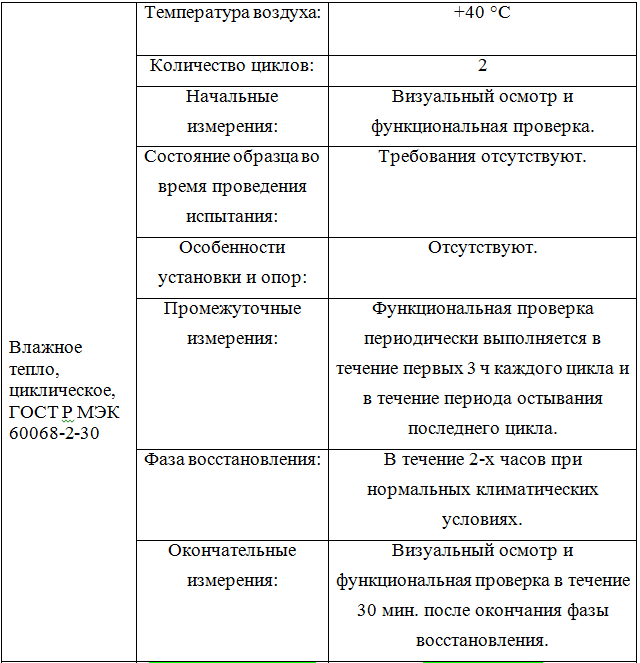 Температура воздуха:
+40 °С
Количество циклов:
2
Начальные
измерения:
Визуальный осмотр и
функциональная проверка.
Состояние образца во
время проведения
испытания:
Требования отсутствуют.
Особенности
установки и опор:
Отсутствуют.
Влажное
тепло,
циклическое,
ГОСТ Р МЭК
60068-2-30
Промежуточные
измерения:
Функциональная проверка
периодически выполняется в
течение первых 3 ч каждого цикла и
в течение периода остывания
последнего цикла.
Фаза восстановления:
В течение 2-х часов при
нормальных климатических
условиях.
Окончательные
измерения:
Визуальный осмотр и
функциональная проверка в течение
30 мин. после окончания фазы
восстановления.